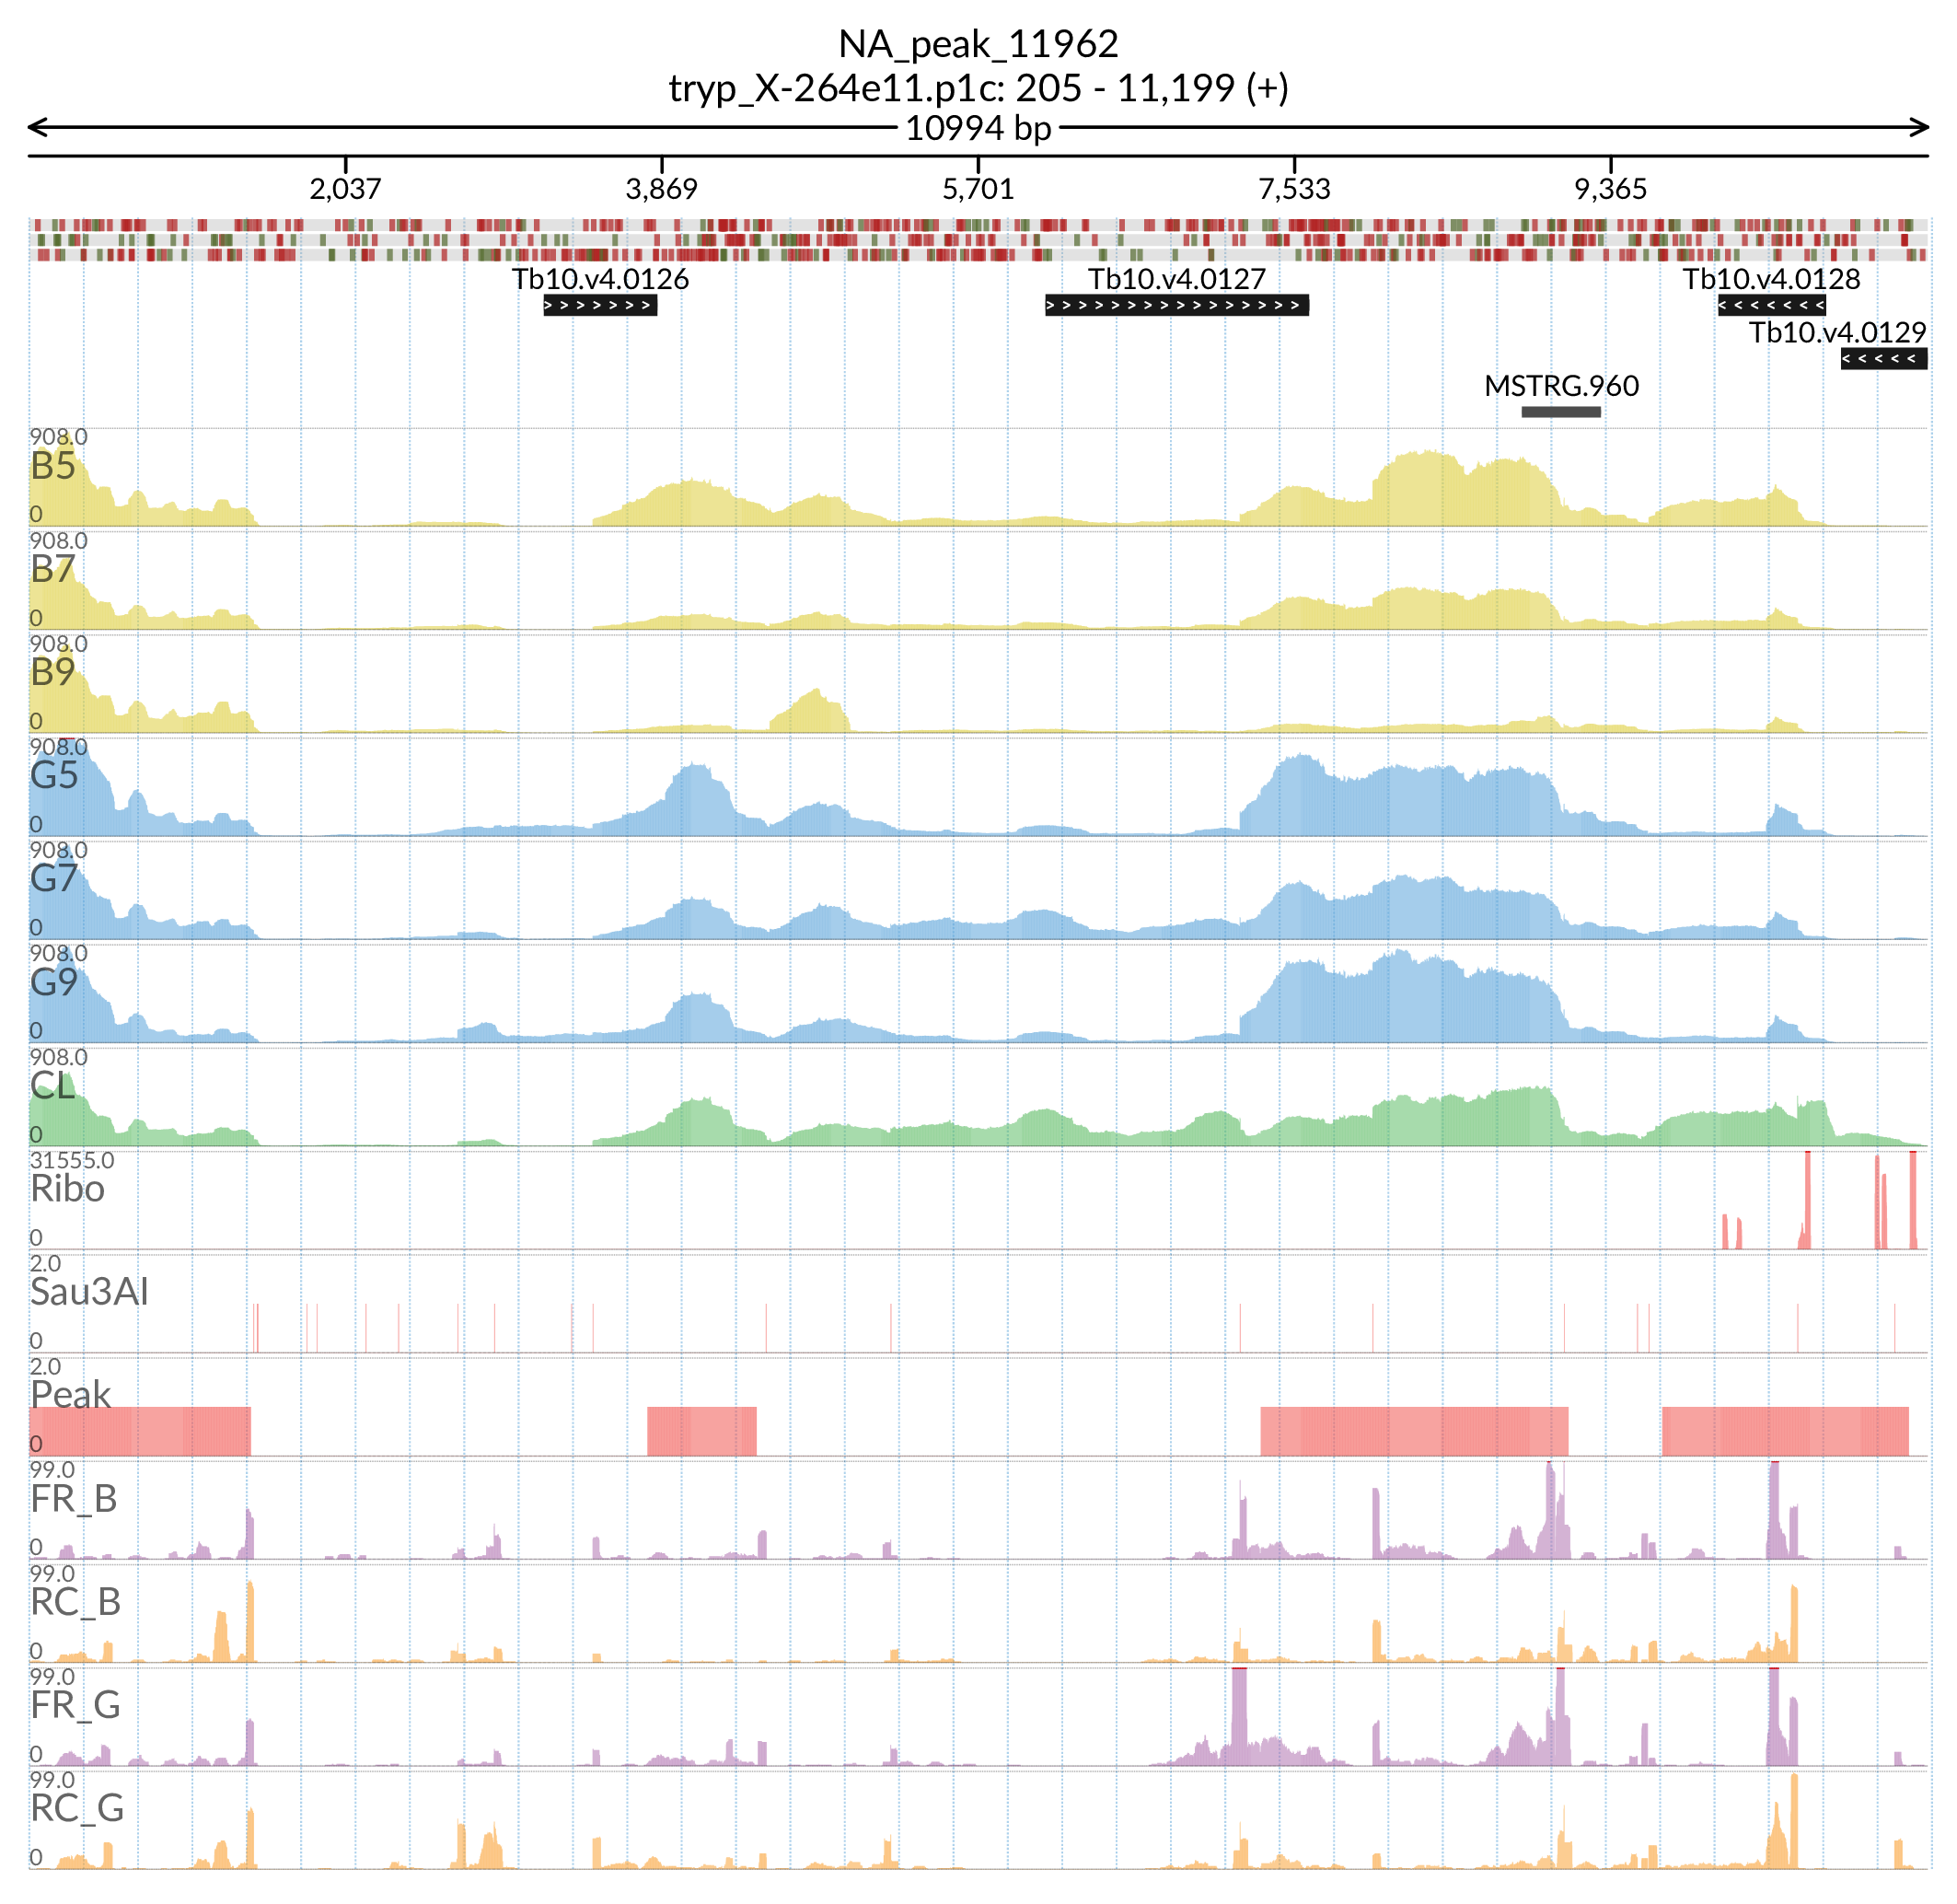 NA_peak_11962
tryp_X-264e11.p1c: 205 - 11,199 (+)
10994 bp
2,037 3,869 5,701 7,533 9,365
Tb10.v4.0126 Tb10.v4.0127 Tb10.v4.0128
Tb10.v4.0129
MSTRG.960
908.0
B5
0
908.0
B7
0
908.0
B9
0
908.0
G5
0
908.0
G7
0
908.0
G9
0
908.0
CL
0
31555.0
Ribo
0
2.0
Sau3AI
0
2.0
Peak
0
99.0
FR_B
0
99.0
RC_B
0
99.0
FR_G
0
99.0
RC_G
0